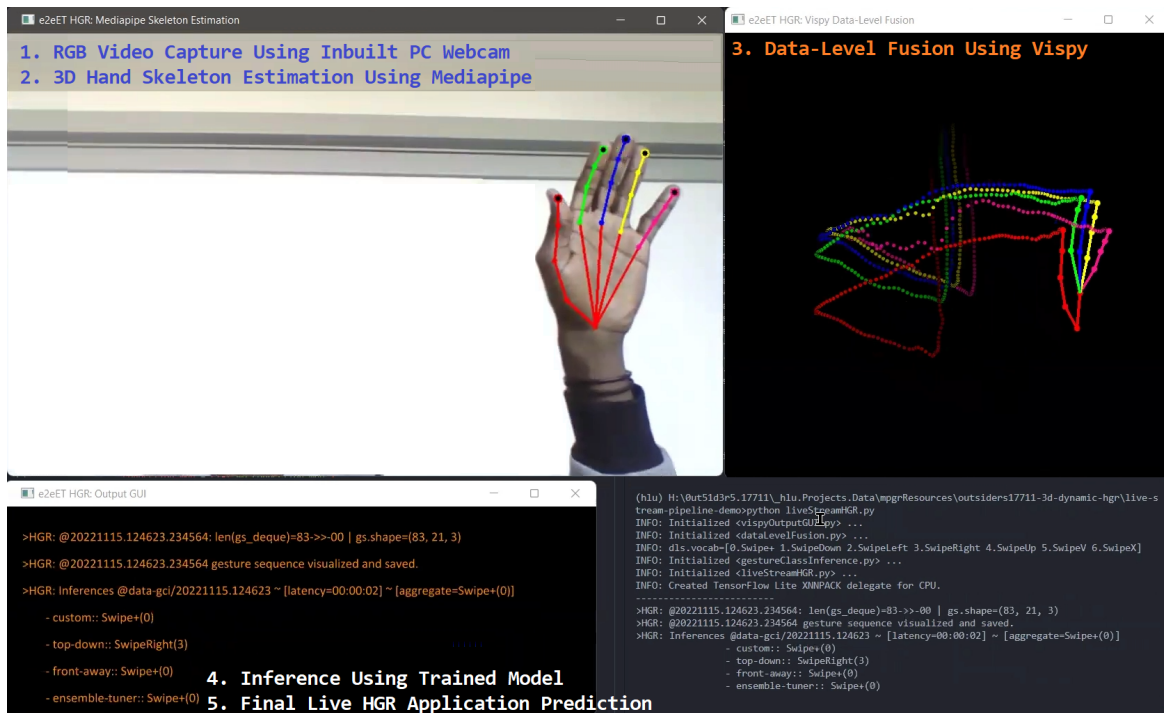 e2eET HGR: Mediapipe Skeleton Estimation
1. RGB Video Capture Using Inbuilt PC Webcam
2. 3D Hand Skeleton Estimation Using Mediapipe
e2eET HGR: Vispy Data-Level Fusion
3. Data-Level Fusion Using Vispy
e2eET HGR: Output GUI
>HGR: @20221115.124623.234564: len(gs_deque)=83->>-00 | gs.shape=(83, 21, 3)
>HGR: @20221115.124623.234564 gesture sequence visualized and saved.
>HGR: Inferences @data-gci/20221115.124623 ~ [latency=00:00:02] ~ [aggregate=Swipe+(0)]
- custom:: Swipe+(0)
- top-down:: SwipeRight(3)
- front-away:: Swipe+(0)
- ensemble-tuner:: Swipe+(0)
4. Inference Using Trained Model
5. Final Live HGR Application Prediction
(hlu) H:\0ut51d3r5.17711\_hlu.Projects.Data\mpgrResources\outsiders17711-3d-dynamic-hgr\live-s
tream-pipeline-demo>python liveStreamHGR.py
INFO: Initialized <vispyOutputGUI.py> ...
INFO: Initialized <dataLevelFusion.py> ...
INFO: dls.vocab=[0.Swipe+ 1.SwipeDown 2.SwipeLeft 3.SwipeRight 4.SwipeUp 5.SwipeV 6.SwipeX]
INFO: Initialized <gestureClassInference.py> ...
INFO: Initialized <liveStreamHGR.py> ...
INFO: Created TensorFlow Lite XNNPACK delegate for CPU.
-------------------------
>HGR: @20221115.124623.234564: len(gs_deque)=83->>-00 | gs.shape=(83, 21, 3)
>HGR: @20221115.124623.234564 gesture sequence visualized and saved.
>HGR: Inferences @data-gci/20221115.124623 ~ [latency=00:00:02] ~ [aggregate=Swipe+(0)]
- custom:: Swipe+(0)
- top-down:: SwipeRight(3)
- front-away:: Swipe+(0)
- ensemble-tuner:: Swipe+(0)